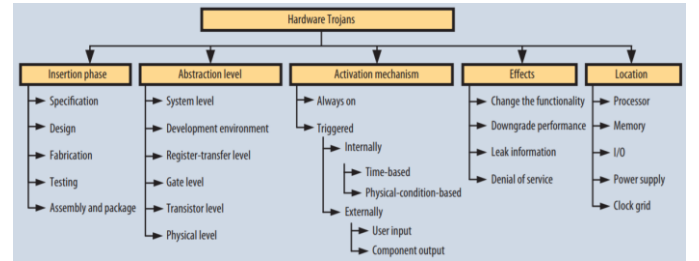 Hardware Trojans
Insertion phase
Specification
Design
Fabrication
Testing
Assembly and package
Abstraction level
System level
Development environment
Register-transfer level
Gate level
Transistor level
Physical level
Activation mechanism
Always on
Triggered
Internally
Time-based
Physical-condition-based
Externally
User input
Component output
Effects
Change the functionality
Downgrade performance
Leak information
Denial of service
Location
Processor
Memory
I/O
Power supply
Clock grid